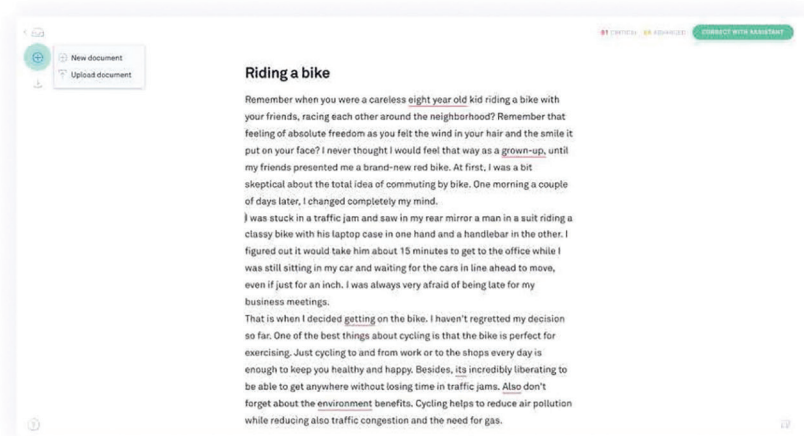 CORRECT WITH ASSISTANT
New document
Upload document
Riding a bike
Remember when you were a careless eight year old kid riding a bike with
your friends, racing each other around the neighborhood? Remember that
feeling of absolute freedom as you felt the wind in your hair and the smile it
put on your face? I never thought I would feel that way as a grown-up, until
my friends presented me a brand-new red bike. At first, I was a bit
skeptical about the total idea of commuting by bike. One morning a couple
of days later, I changed completely my mind.
I was stuck in a traffic jam and saw in my rear mirror a man in a suit riding a
classy bike with his laptop case in one hand and a handlebar in the other. I
figured out it would take him about 15 minutes to get to the office while I
was still sitting in my car and waiting for the cars in line ahead to move,
even if just for an inch. I was always very afraid of being late for my
business meetings.
That is when I decided getting on the bike. I haven't regretted my decision
so far. One of the best things about cycling is that the bike is perfect for
exercising. Just cycling to and from work or to the shops every day is
enough to keep you healthy and happy. Besides, its incredibly liberating to
be able to get anywhere without losing time in traffic jams. Also don't
forget about the environment benefits. Cycling helps to reduce air pollution
while reducing also traffic congestion and the need for gas.